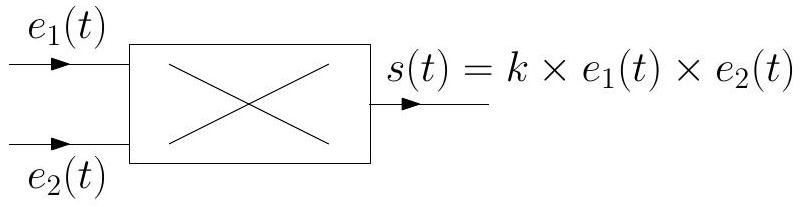 e₁(t)
s(t) = k × e₁(t) × e₂(t)
e₂(t)